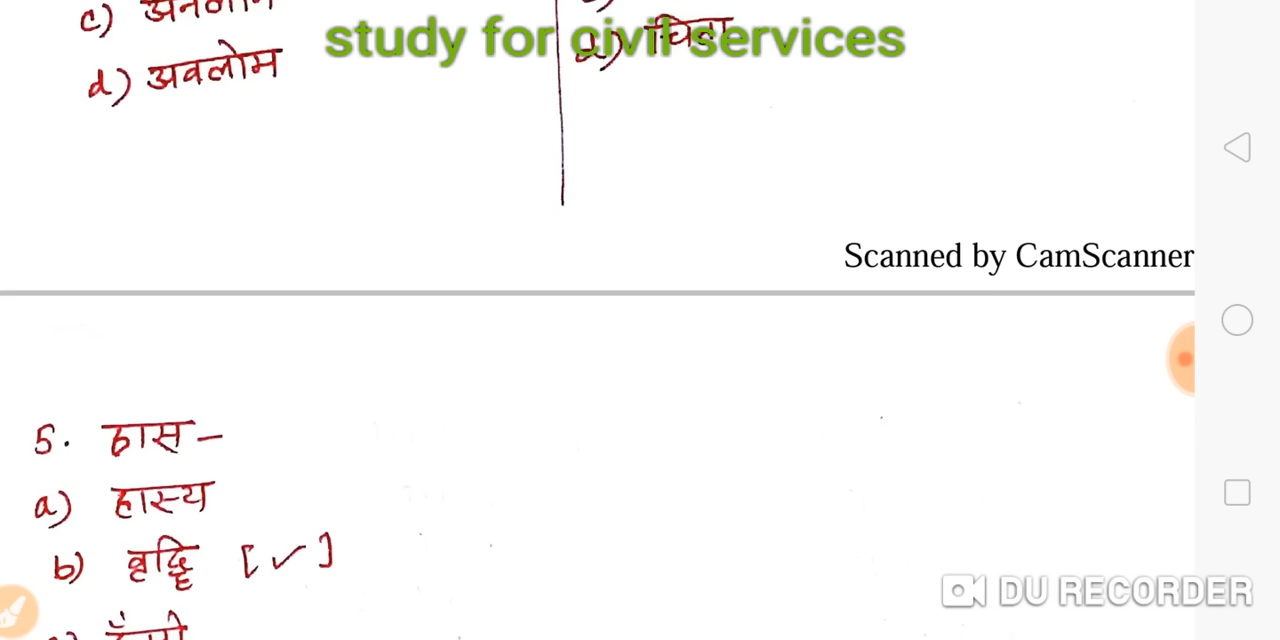 c)
d) अवलोम
study for civil services
d) चिता
Scanned by CamScanner
5. ह्रास -
a) हास्य
b) वृद्धि [✓]
DU RECORDER